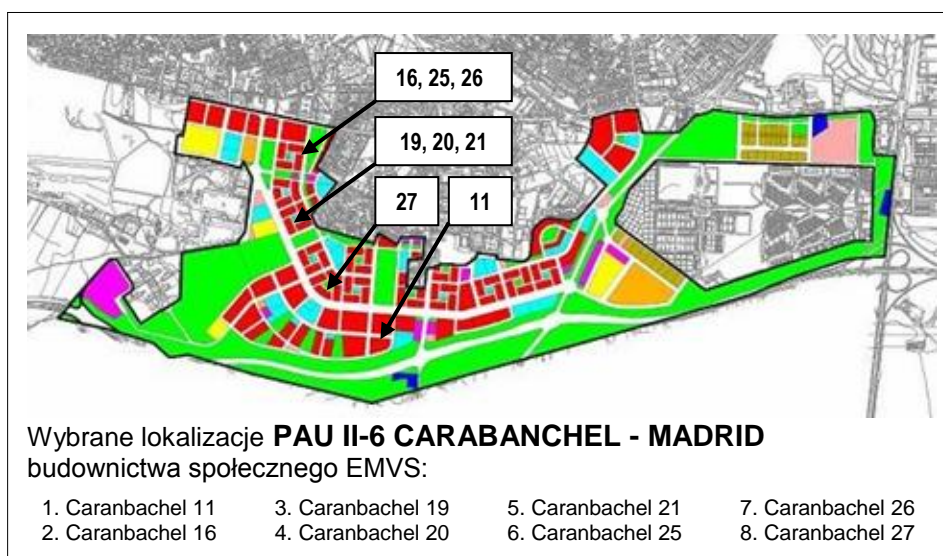 16, 25, 26
19, 20, 21
27
11
Wybrane lokalizacje PAU II-6 CARABANCHEL - MADRID
budownictwa społecznego EMVS:
1. Caranbachel 11
2. Caranbachel 16
3. Caranbachel 19
4. Caranbachel 20
5. Caranbachel 21
6. Caranbachel 25
7. Caranbachel 26
8. Caranbachel 27